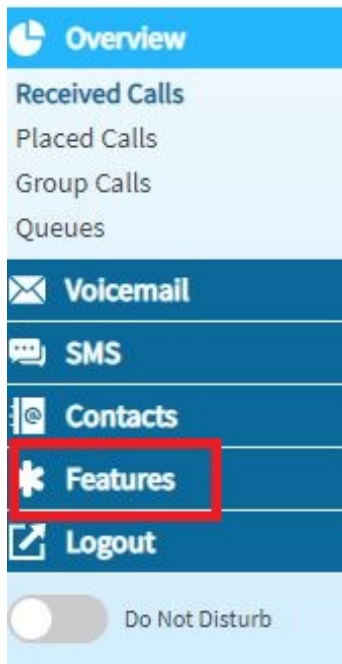 Overview
Received Calls
Placed Calls
Group Calls
Queues
Voicemail
SMS
Contacts
Features
Logout
Do Not Disturb